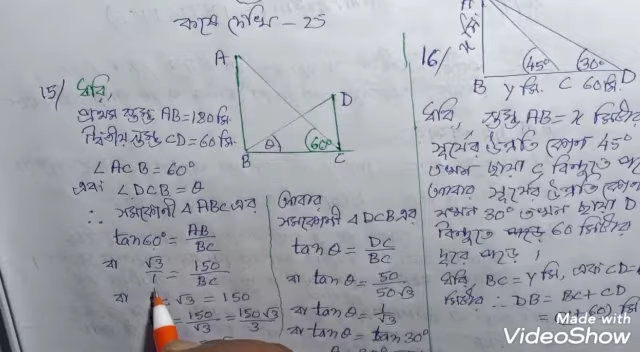 কষে দেখি – 25
15/ ধরি,
প্রথম স্তম্ভ AB=180মি
দ্বিতীয় স্তম্ভ CD=60মি.
∠ACB = 60°
এবং ∠DCB = θ
∴ সমকোণী Δ ABC এর
tan60° = AB/BC
বা √3/1 = 150/BC
বা √3 = 150
= 150/√3 = 150√3/3
A
D
B
C
θ
60°
আবার
সমকোণী Δ DCB এর
tan θ = DC/BC
বা tan θ = 50/50√3
বা tan θ = 1/√3
বা tan θ = tan 30°
16/
x মি
45°
30°
B y মি. C 60মি. D
ধরি, স্তম্ভ AB = x মিটার
সূর্যের উন্নতি কোণ 45°
তখন ছায়া C বিন্দুতে
আবার সূর্যের উন্নতি কোণ
যখন 30° তখন ছায়া D
বিন্দুতে 60 মিটার
দূরে পড়ে ।
ধরি, BC = y মি, এবং CD=
মিটার ∴ DB = BC + CD
60) মি
Made with
VideoShow